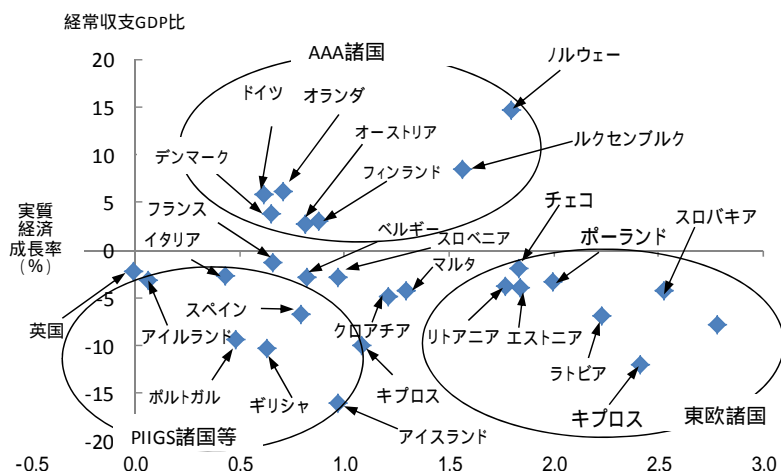 経常収支GDP比
20
15
10
5
0
-5
-10
-15
-20
実質
経済
成長率
(%)
AAA諸国
ノルウェー
ドイツ
オランダ
オーストリア
ルクセンブルク
デンマーク
フィンランド
フランス
チェコ
スロバキア
イタリア
ベルギー
スロベニア
ポーランド
マルタ
スペイン
英国
アイルランド
クロアチア
リトアニア
エストニア
ラトビア
ポルトガル
ギリシャ
キプロス
キプロス
PIIGS諸国等
アイスランド
東欧諸国
-0.5
0.0
0.5
1.0
1.5
2.0
2.5
3.0